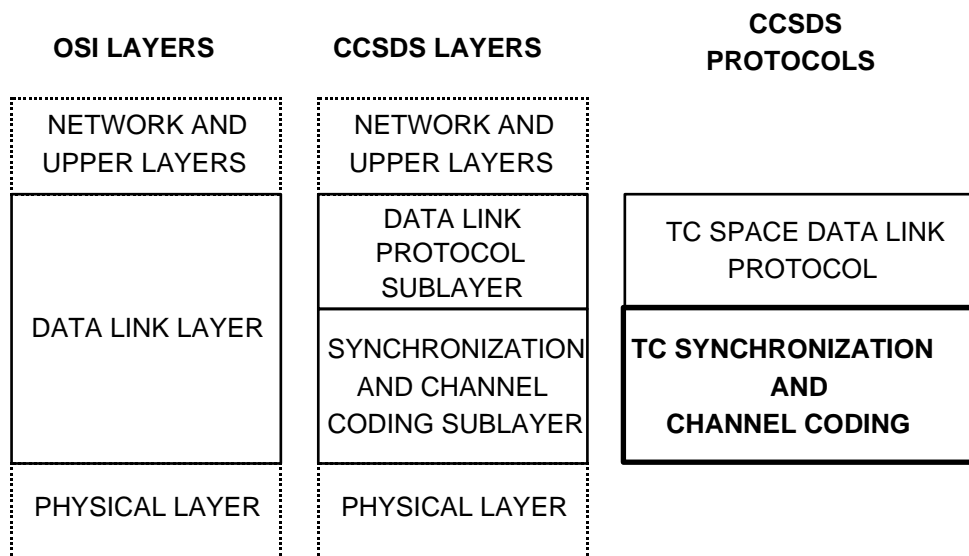 OSI LAYERS
CCSDS LAYERS
CCSDS
PROTOCOLS
NETWORK AND
UPPER LAYERS
NETWORK AND
UPPER LAYERS
DATA LINK LAYER
DATA LINK
PROTOCOL
SUBLAYER
TC SPACE DATA LINK
PROTOCOL
SYNCHRONIZATION
AND CHANNEL
CODING SUBLAYER
TC SYNCHRONIZATION
AND
CHANNEL CODING
PHYSICAL LAYER
PHYSICAL LAYER